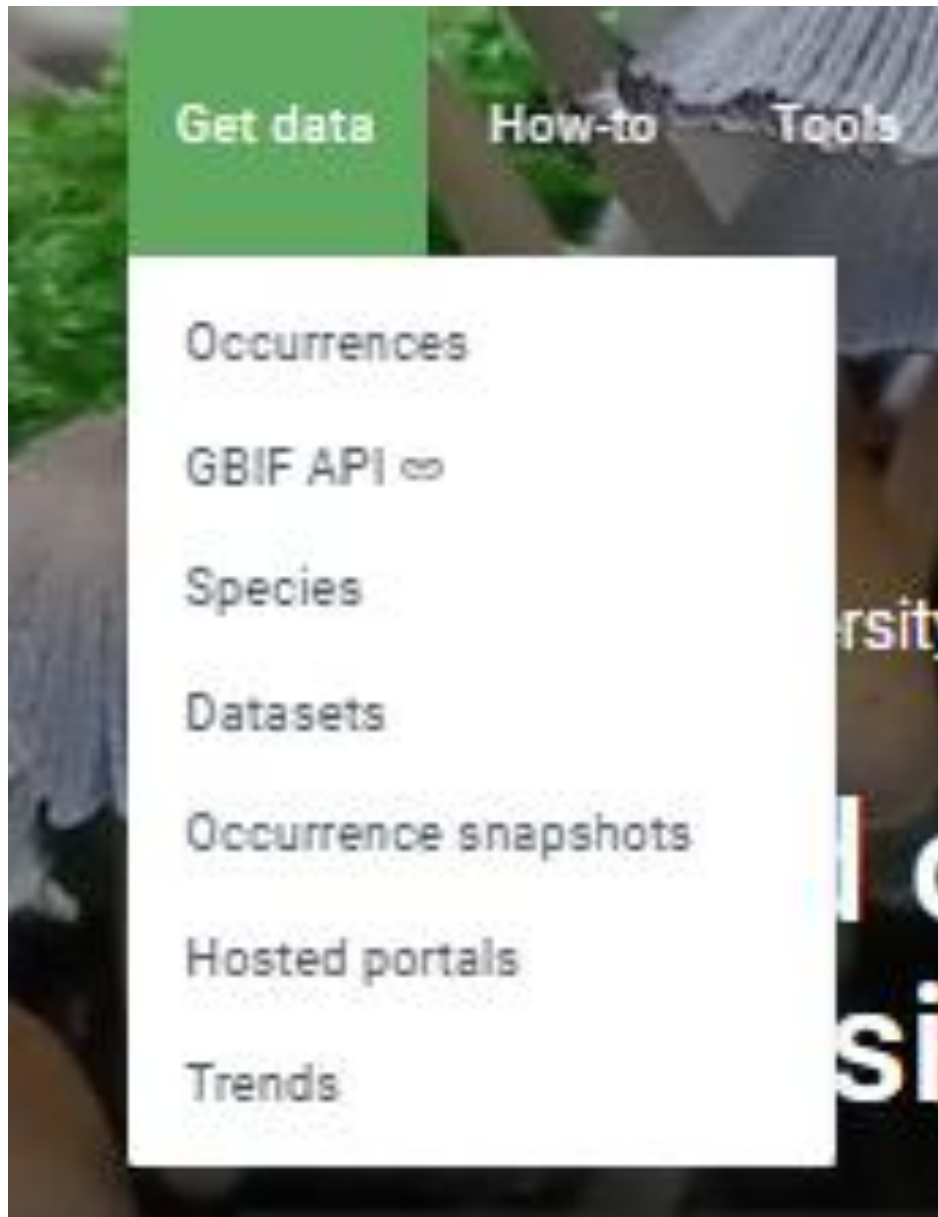 Get data How-to Tools
Occurrences
GBIF API
Species
Datasets
Occurrence snapshots
Hosted portals
Trends